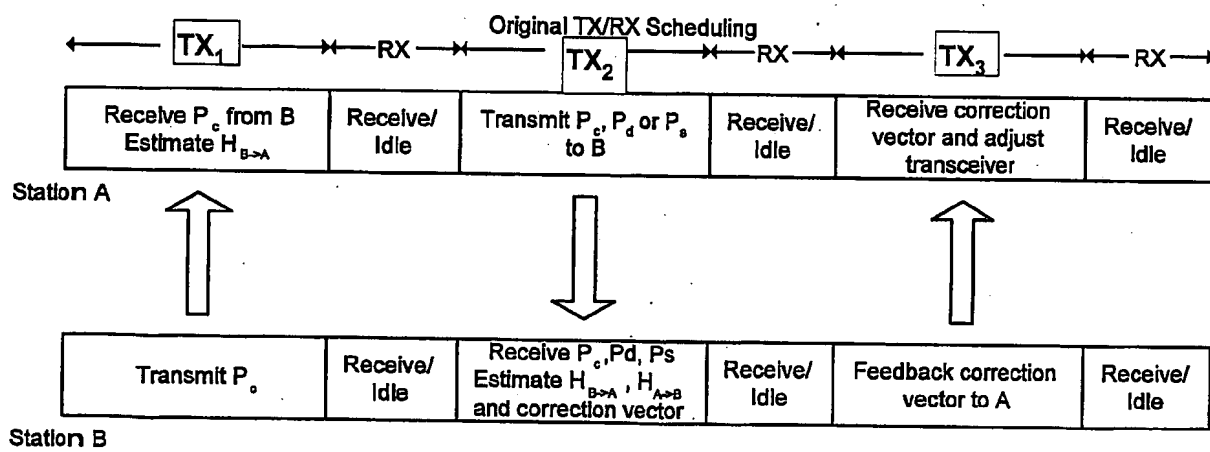 Original TX/RX Scheduling
TX1 RX TX2 RX TX3 RX
Receive Pc from B
Estimate HB->A
Receive/
Idle
Transmit Pc, Pd or Ps
to B
Receive/
Idle
Receive correction
vector and adjust
transceiver
Receive/
Idle
Station A
Transmit Pc
Receive/
Idle
Receive Pc,Pd, Ps
Estimate HB->A, HA->B
and correction vector
Receive/
Idle
Feedback correction
vector to A
Receive/
Idle
Station B